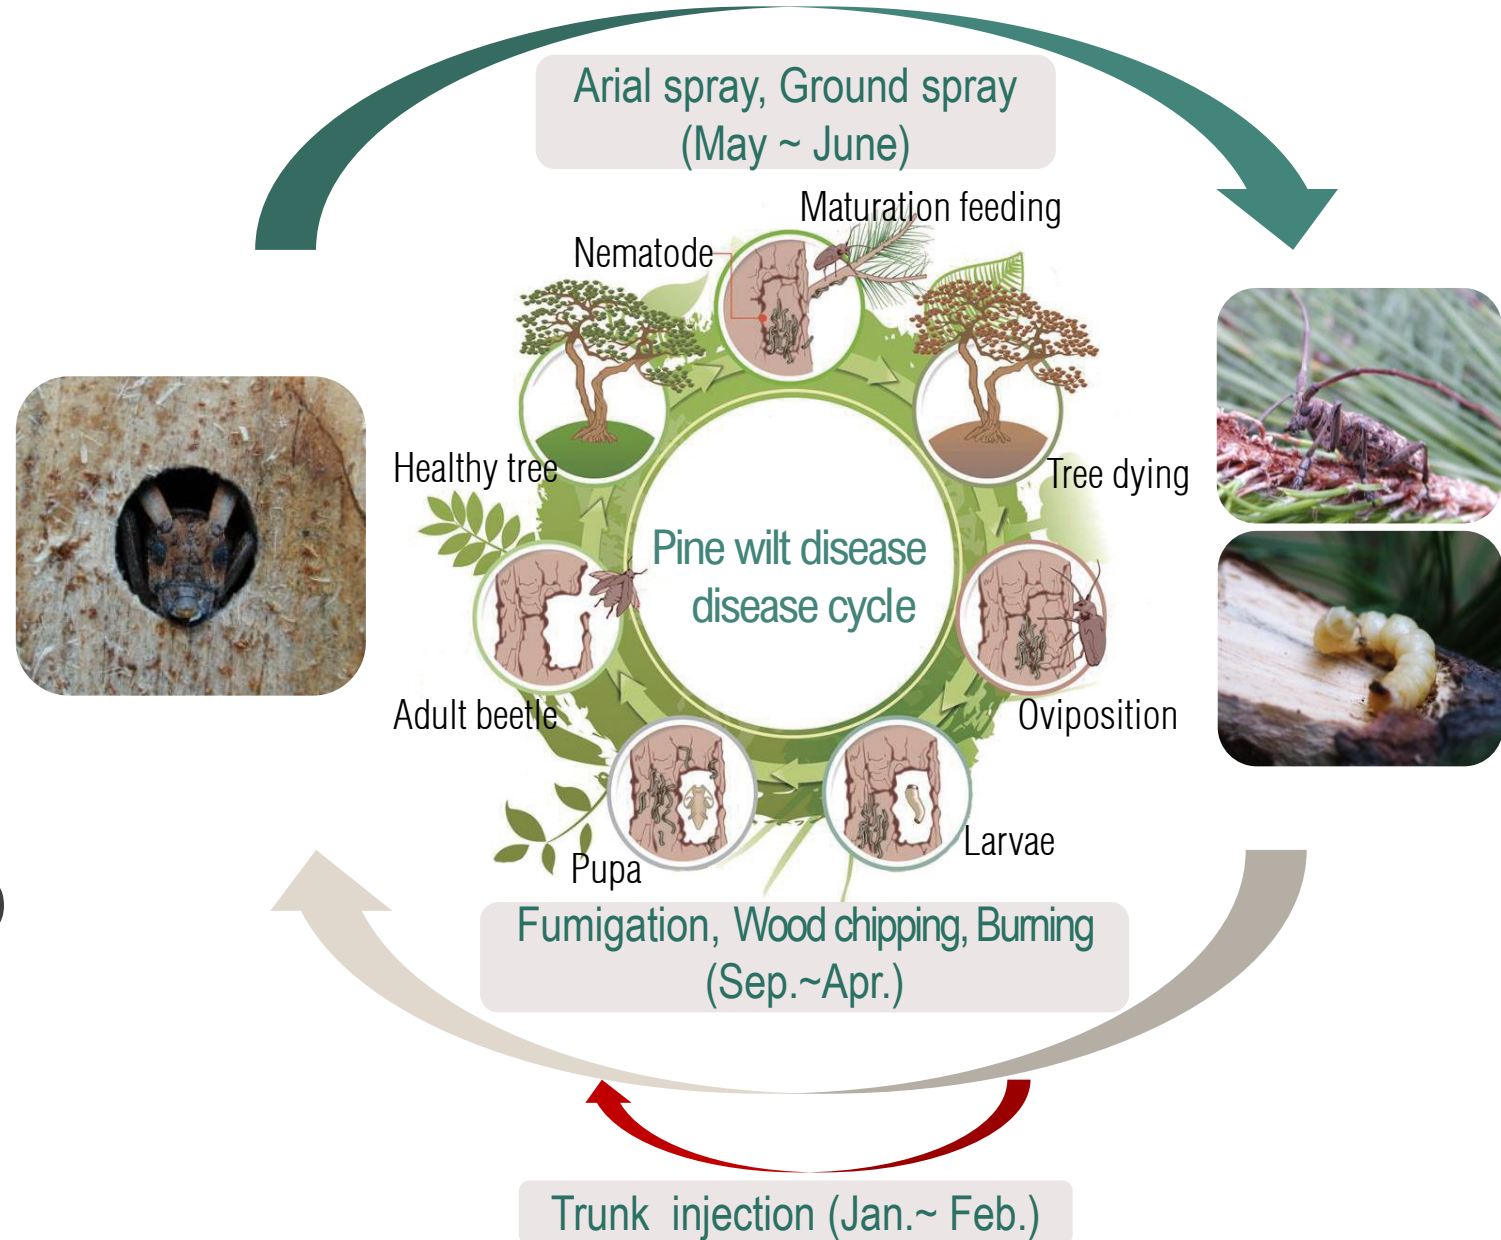 Arial spray, Ground spray
(May ~ June)
Maturation feeding
Nematode
Healthy tree
Tree dying
Pine wilt disease
disease cycle
Adult beetle
Oviposition
Pupa
Larvae
Fumigation, Wood chipping, Burning
(Sep.~Apr.)
Trunk injection (Jan.~ Feb.)